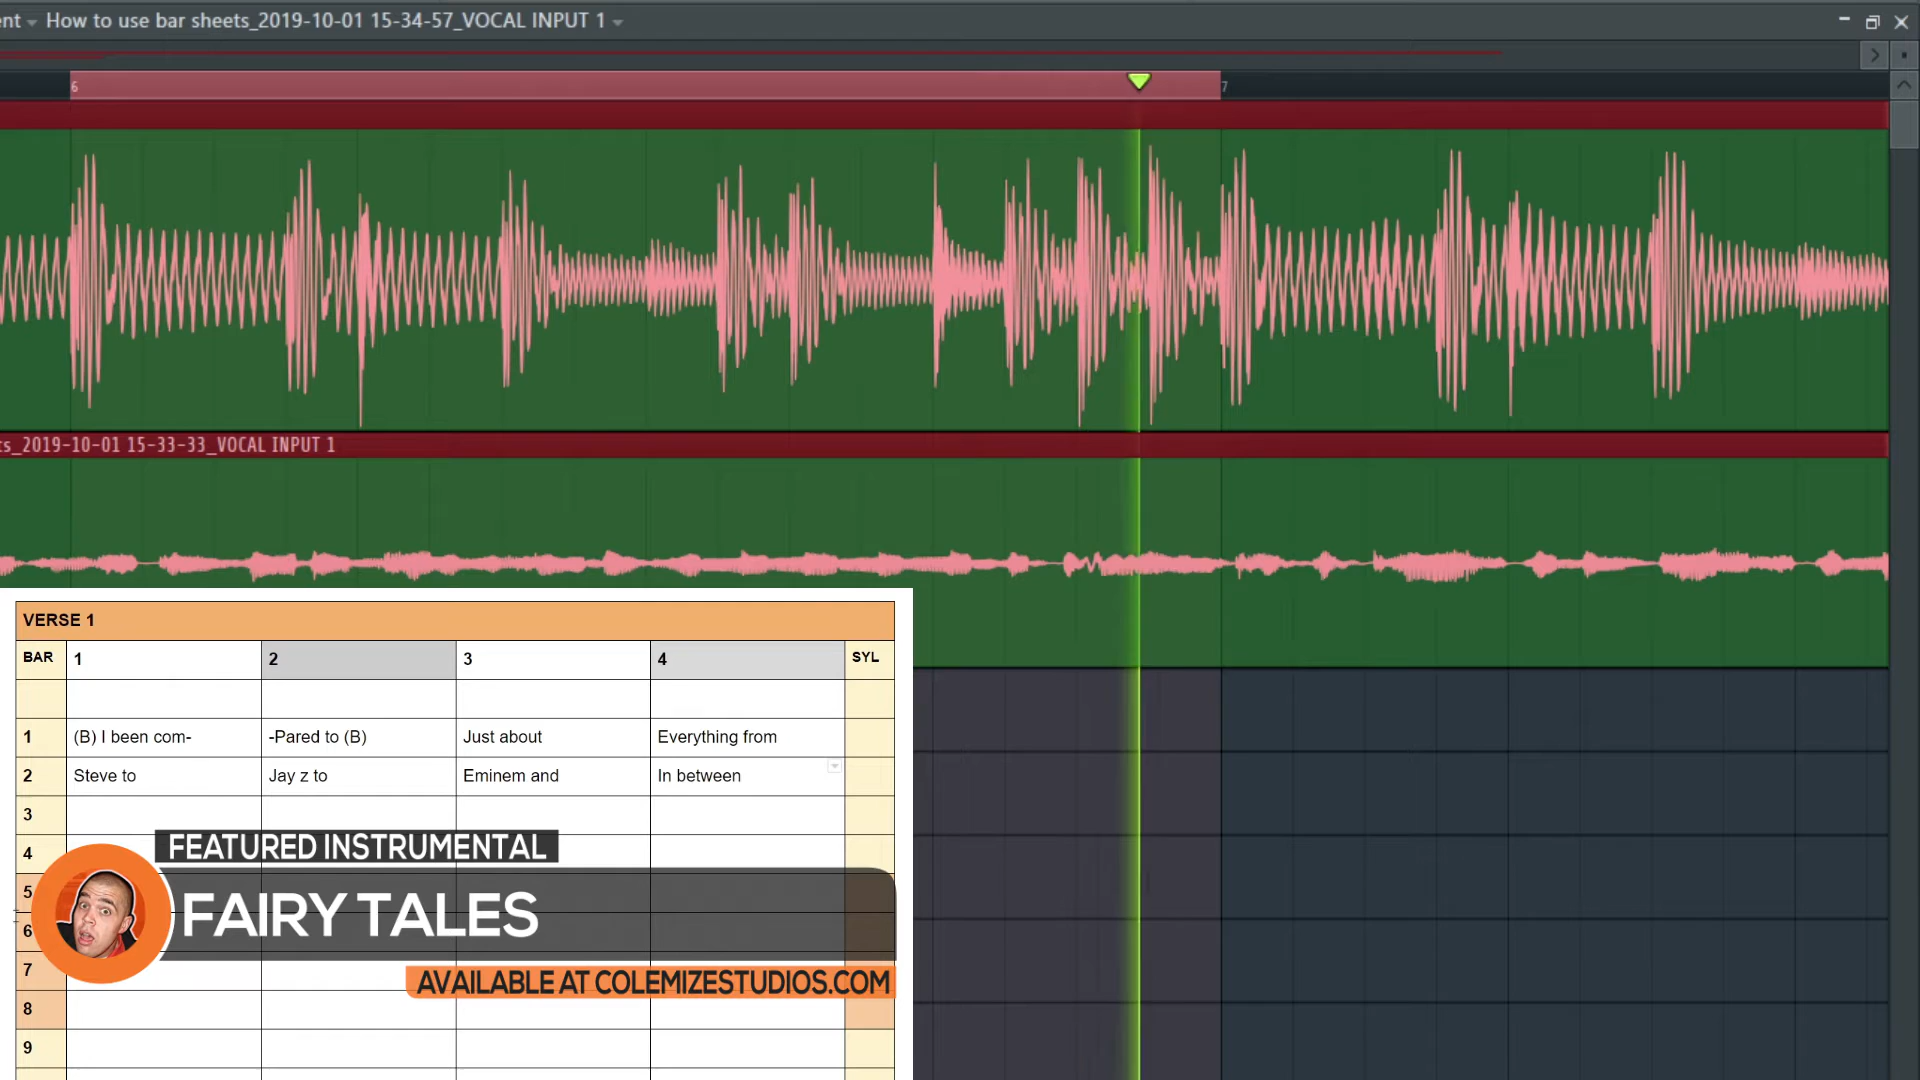 ent How to use bar sheets_2019-10-01 15-34-57_VOCAL INPUT 1
6 7
ts_2019-10-01 15-33-33_VOCAL INPUT 1
VERSE 1
BAR 1 2 3 4 SYL
1 (B) I been com- -Pared to (B) Just about Everything from
2 Steve to Jay z to Eminem and In between
3
4
FEATURED INSTRUMENTAL
5
FAIRY TALES
6
7
AVAILABLE AT COLEMIZESTUDIOS.COM
8
9